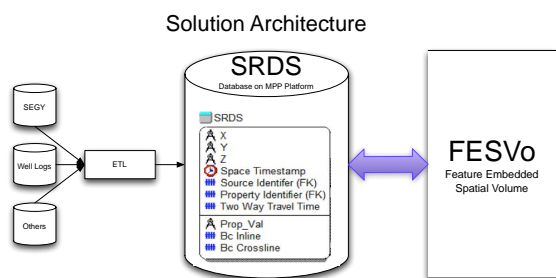 Solution Architecture
SEGY
Well Logs
Others
ETL
SRDS
Database on MPP Platform
SRDS
X
Y
Z
Space Timestamp
Source Identifer (FK)
Property Identifier (FK)
Two Way Travel Time
Prop_Val
Bc Inline
Bc Crossline
FESVo
Feature Embedded
Spatial Volume